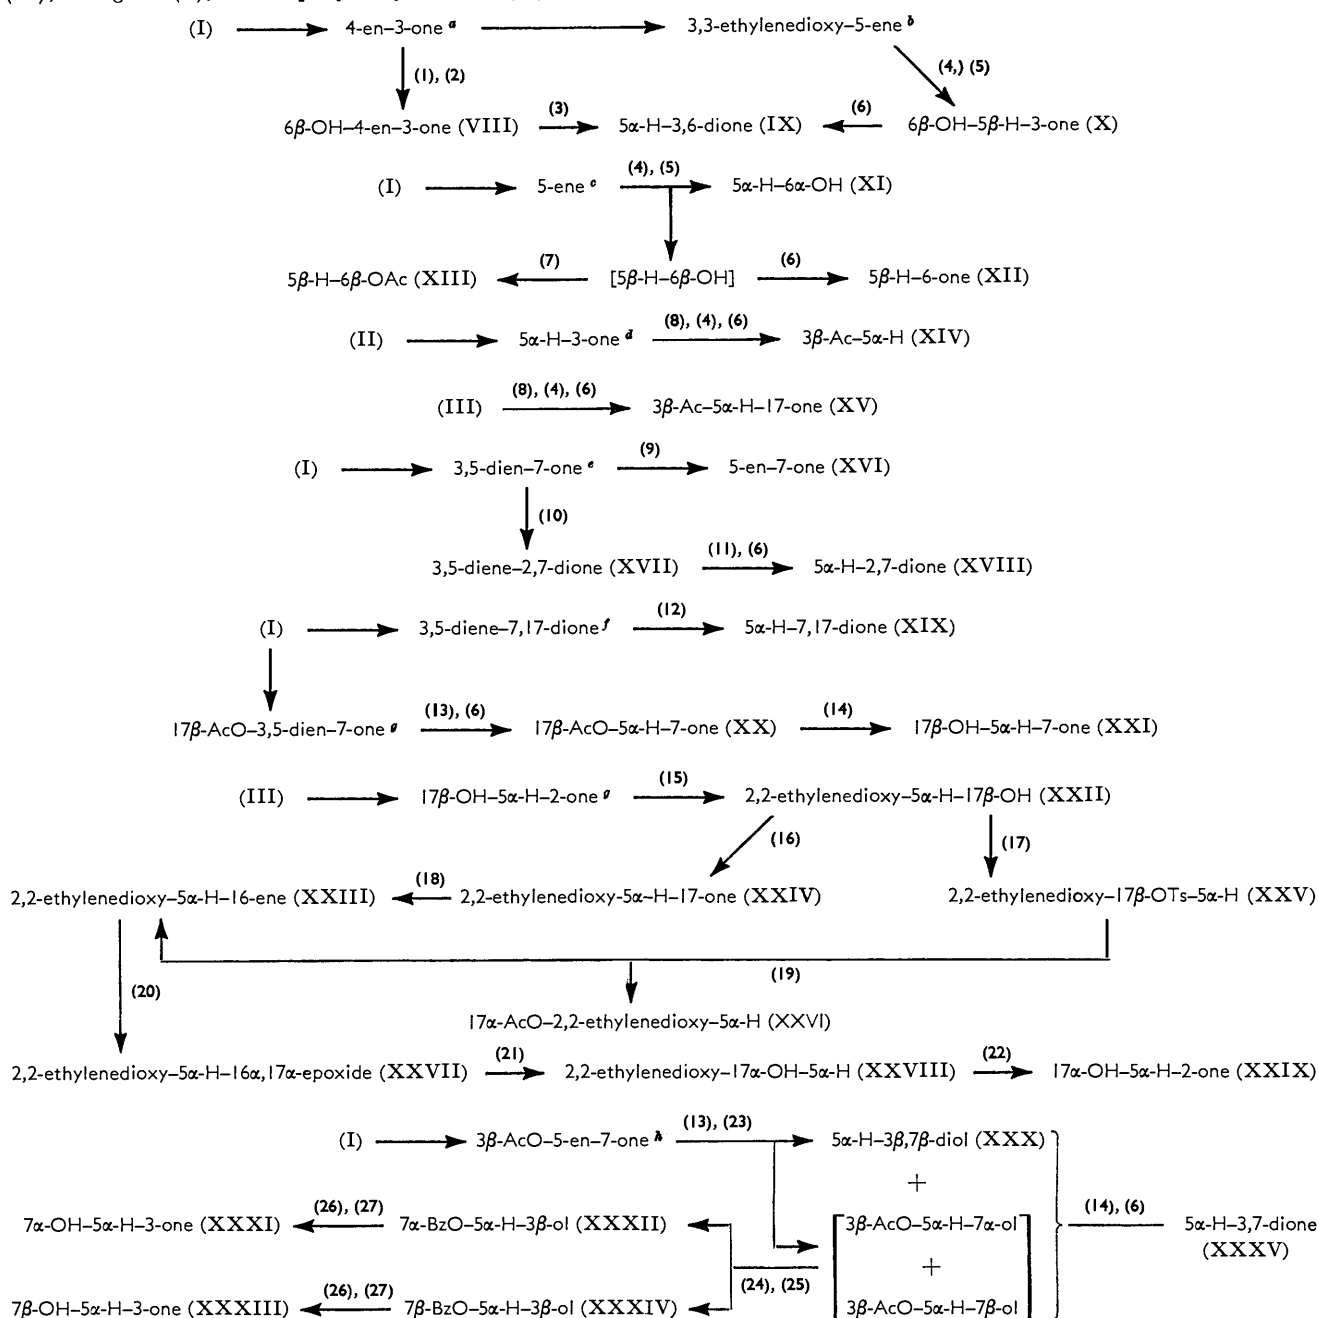 (I) 4-en-3-one a 3,3-ethylenedioxy-5-ene b
(1), (2) (4,) (5)
6β-OH-4-en-3-one (VIII) (3) 5α-H-3,6-dione (IX) (6) 6β-OH-5β-H-3-one (X)
(I) 5-ene c (4), (5) 5α-H-6α-OH (XI)
5β-H-6β-OAc (XIII) (7) [5β-H-6β-OH] (6) 5β-H-6-one (XII)
(II) 5α-H-3-one d (8), (4), (6) 3β-Ac-5α-H (XIV)
(III) (8), (4), (6) 3β-Ac-5α-H-17-one (XV)
(I) 3,5-dien-7-one e (9) 5-en-7-one (XVI)
(10)
3,5-diene-2,7-dione (XVII) (11), (6) 5α-H-2,7-dione (XVIII)
(I) 3,5-diene-7,17-dione f (12) 5α-H-7,17-dione (XIX)
17β-AcO-3,5-dien-7-one g (13), (6) 17β-AcO-5α-H-7-one (XX) (14) 17β-OH-5α-H-7-one (XXI)
(III) 17β-OH-5α-H-2-one g (15) 2,2-ethylenedioxy-5α-H-17β-OH (XXII)
(16) (17)
2,2-ethylenedioxy-5α-H-16-ene (XXIII) (18) 2,2-ethylenedioxy-5α-H-17-one (XXIV) 2,2-ethylenedioxy-17β-OTs-5α-H (XXV)
(19)
(20)
17α-AcO-2,2-ethylenedioxy-5α-H (XXVI)
2,2-ethylenedioxy-5α-H-16α,17α-epoxide (XXVII) (21) 2,2-ethylenedioxy-17α-OH-5α-H (XXVIII) (22) 17α-OH-5α-H-2-one (XXIX)
(I) 3β-AcO-5-en-7-one h (13), (23) 5α-H-3β,7β-diol (XXX)
+
7α-OH-5α-H-3-one (XXXI) (26), (27) 7α-BzO-5α-H-3β-ol (XXXII) [3β-AcO-5α-H-7α-ol (14), (6) 5α-H-3,7-dione
(XXXV)
+
(24), (25)
7β-OH-5α-H-3-one (XXXIII) (26), (27) 7β-BzO-5α-H-3β-ol (XXXIV) 3β-AcO-5α-H-7β-ol]